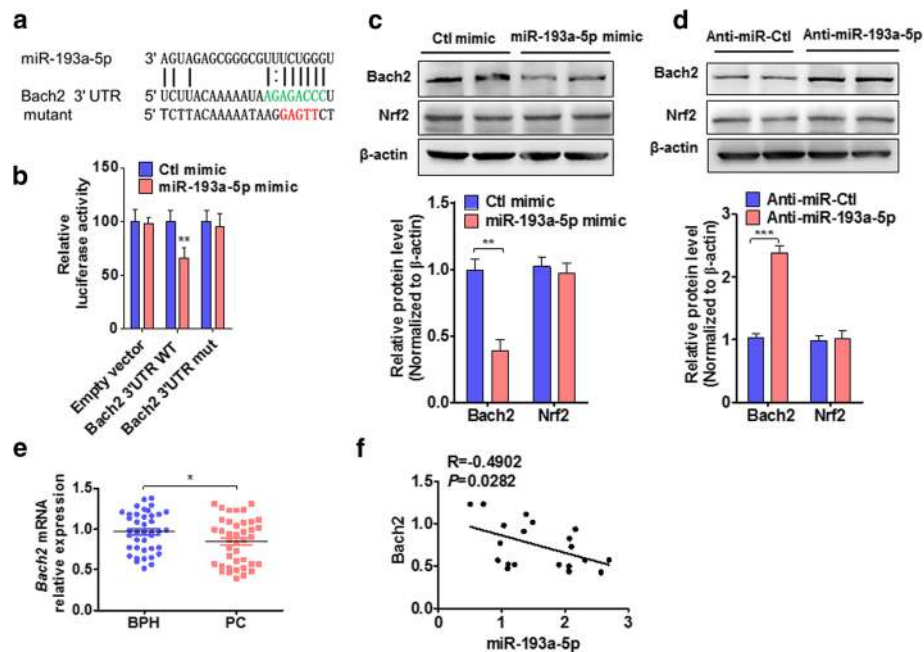 a
miR-193a-5p 3' AGUAGAGCGGGCGUUUCUGGGU
Bach2 3' UTR 5' UCUUACAAAAAUAAGAGACCCU
mutant 5' TCTTACAAAAATAAGGAGTTCT
b
Ctl mimic
miR-193a-5p mimic
Relative
luciferase activity
150
100
50
0
**
Empty vector
Bach2 3'UTR WT
Bach2 3'UTR mut
c
Ctl mimic miR-193a-5p mimic
Bach2
Nrf2
β-actin
Ctl mimic
miR-193a-5p mimic
Relative protein level
(Normalized to β-actin)
1.5
1.0
0.5
0.0
**
Bach2 Nrf2
d
Anti-miR-Ctl Anti-miR-193a-5p
Bach2
Nrf2
β-actin
Anti-miR-Ctl
Anti-miR-193a-5p
Relative protein level
(Normalized to β-actin)
3
2
1
0
***
Bach2 Nrf2
e
Bach2 mRNA
relative expression
1.5
1.0
0.5
0.0
*
BPH PC
f
R=-0.4902
P=0.0282
Bach2
1.5
1.0
0.5
0.0
0 1 2 3
miR-193a-5p